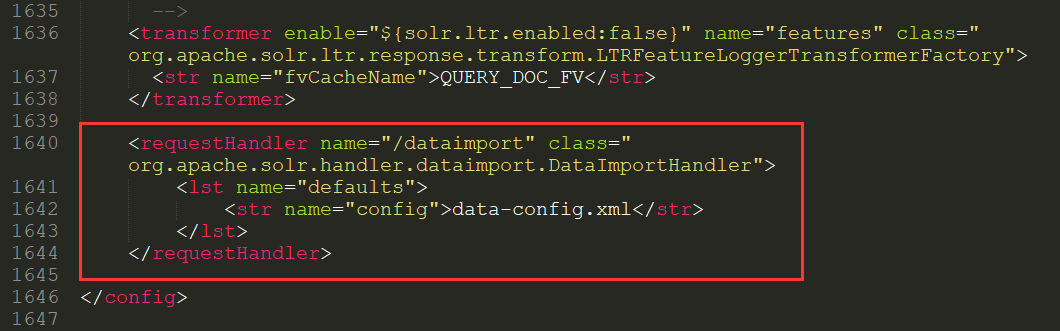 1635 -->
1636 <transformer enable="${solr.ltr.enabled:false}" name="features" class="
org.apache.solr.ltr.response.transform.LTRFeatureLoggerTransformerFactory">
1637 <str name="fvCacheName">QUERY_DOC_FV</str>
1638 </transformer>
1639
1640 <requestHandler name="/dataimport" class="
org.apache.solr.handler.dataimport.DataImportHandler">
1641 <lst name="defaults">
1642 <str name="config">data-config.xml</str>
1643 </lst>
1644 </requestHandler>
1645
1646 </config>
1647